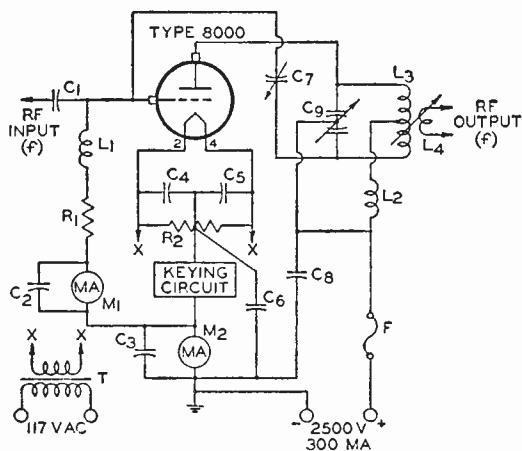 TYPE 8000
C1
RF
INPUT
(f)
L1
R1
C2
MA
M1
X X
T
117 VAC
2 4
C4 C5
X R2 X
KEYING
CIRCUIT
C6
C3
M2
MA
C7
C9
L3
L4
RF
OUTPUT
(f)
L2
C8
F
- +
2500 V
300 MA